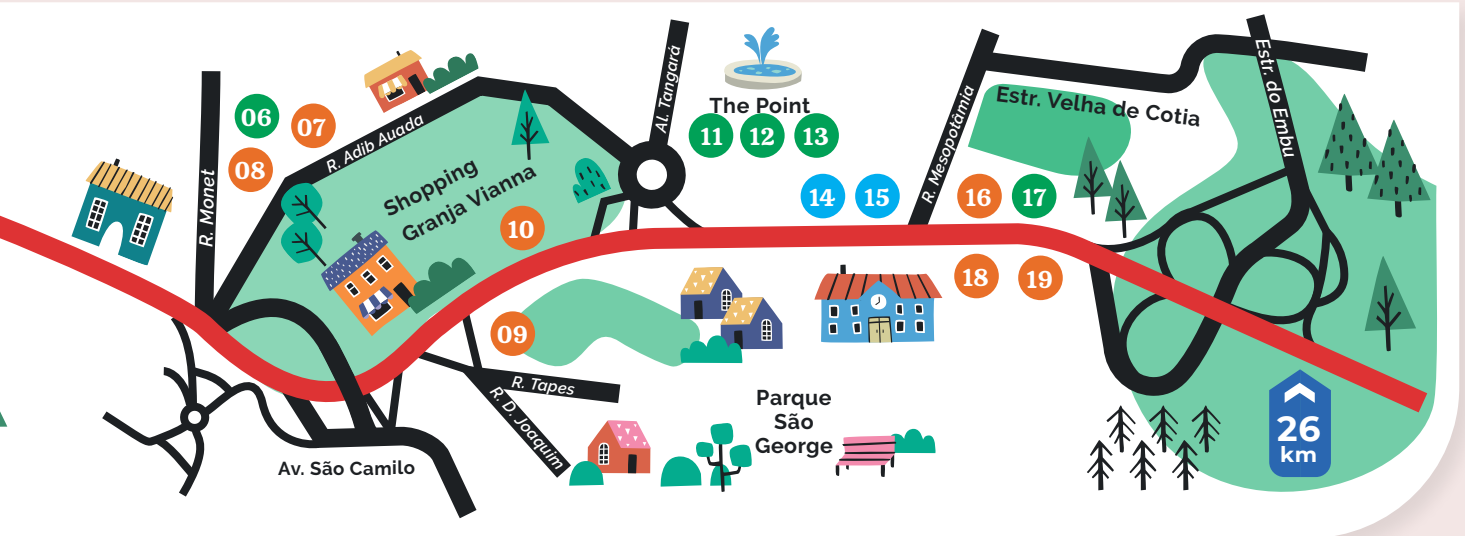 06
07
08
R. Monet
R. Adib Auada
Shopping
Granja Vianna
10
Al. Tangará
The Point
11
12
13
14
15
R. Mesopotâmia
16
17
18
19
Estr. Velha de Cotia
Estr. do Embu
09
R. Tapes
R. D. Joaquim
Av. São Camilo
Parque
São
George
26
km